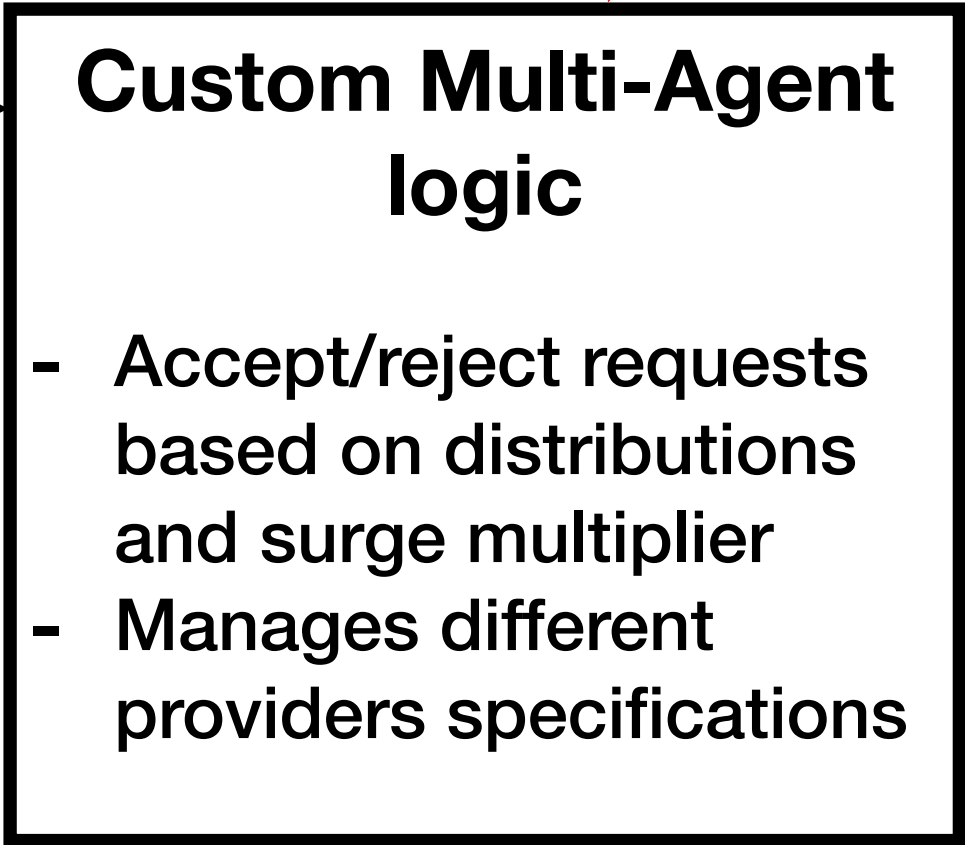 Custom Multi-Agent
logic
- Accept/reject requests
based on distributions
and surge multiplier
- Manages different
providers specifications